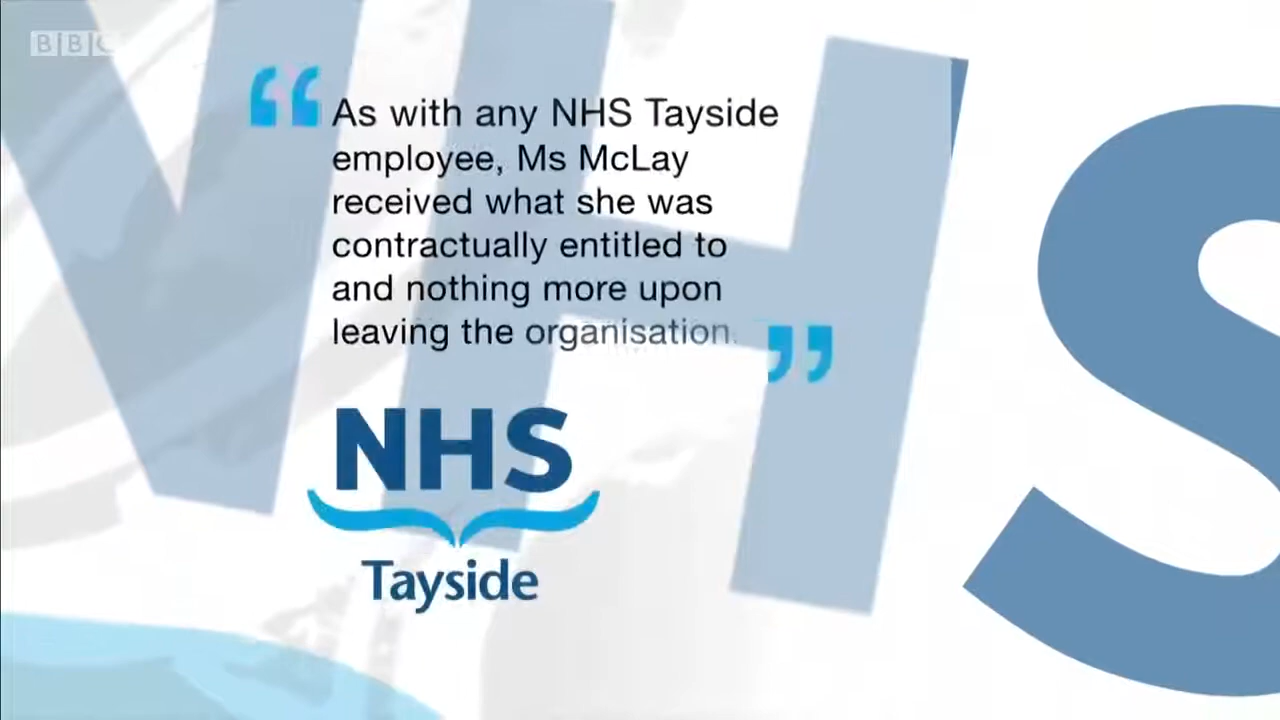 BBC
NHS
“As with any NHS Tayside
employee, Ms McLay
received what she was
contractually entitled to
and nothing more upon
leaving the organisation.”
NHS
Tayside